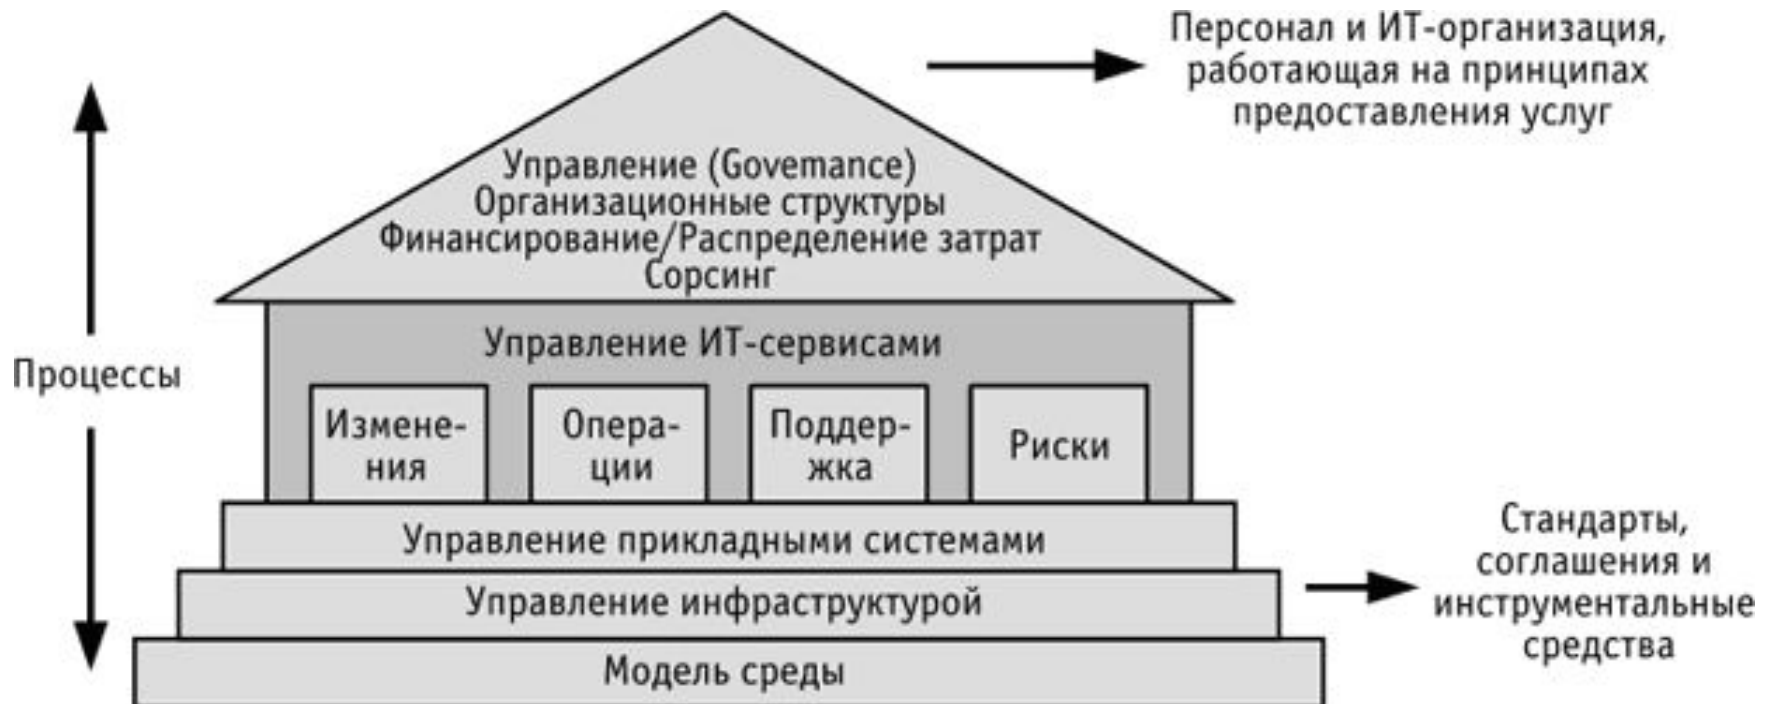 Персонал и ИТ-организация,
работающая на принципах
предоставления услуг
Управление (Govemance)
Организационные структуры
Финансирование/Распределение затрат
Сорсинг
Процессы
Управление ИТ-сервисами
Измене-
ния
Опера-
ции
Поддер-
жка
Риски
Управление прикладными системами
Управление инфраструктурой
Модель среды
Стандарты,
соглашения и
инструментальные
средства